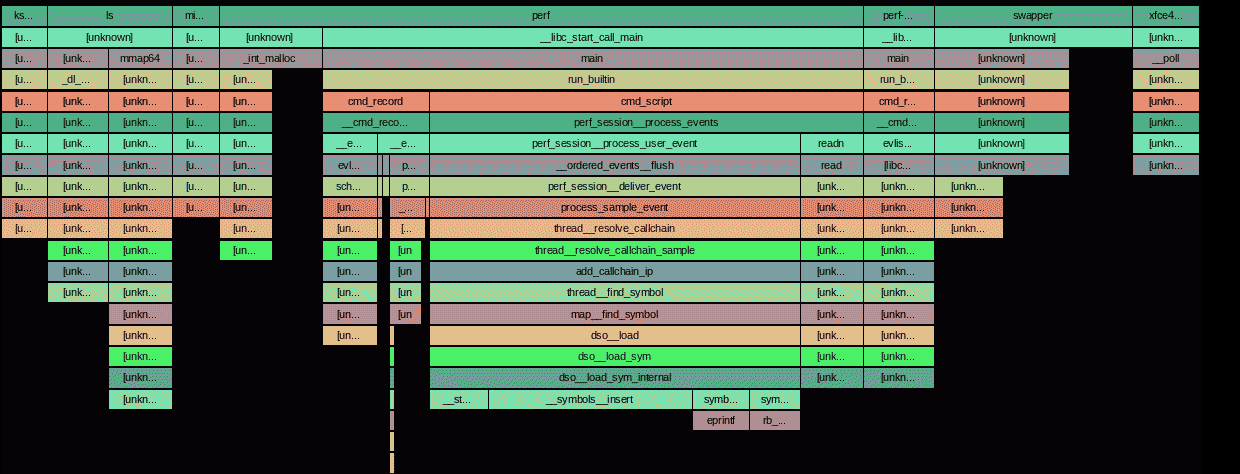 ks... ls mi... perf perf-... swapper xfce4...
[u... [unknown] [u... [unknown] __libc_start_call_main __lib... [unknown] [unkn...
[u... [unk... mmap64 [u... _int_malloc main main [unknown] __poll
[u... _dl_... [unkn... [u... [un... run_builtin run_b... [unknown] [unkn...
[u... [unk... [unkn... [u... [un... cmd_record cmd_script cmd_r... [unknown] [unkn...
[u... [unk... [unkn... [u... [un... __cmd_reco... perf_session__process_events __cmd... [unknown] [unkn...
[u... [unk... [unkn... [u... [un... __e... __e... perf_session__process_user_event readn evlis... [unknown] [unkn...
[u... [unk... [unkn... [u... [un... evl... p... __ordered_events__flush read [libc... [unknown] [unkn...
[u... [unk... [unkn... [u... [un... sch... p... perf_session__deliver_event [unk... [unkn... [unkn...
[u... [unk... [unkn... [u... [un... [un... _... process_sample_event [unk... [unkn... [unkn...
[u... [unk... [unkn... [un... [un... [... thread__resolve_callchain [unk... [unkn... [unkn...
[unk... [unkn... [un... [un... [un thread__resolve_callchain_sample [unk... [unkn...
[unk... [unkn... [un... [un add_callchain_ip [unk... [unkn...
[unk... [unkn... [un... [un thread__find_symbol [unk... [unkn...
[unkn... [un... [un map__find_symbol [unk... [unkn...
[unkn... [un... dso__load [unk... [unkn...
[unkn... dso__load_sym [unk... [unkn...
[unkn... dso__load_sym_internal [unk... [unkn...
[unkn... __st... __symbols__insert symb... sym...
eprintf rb_...